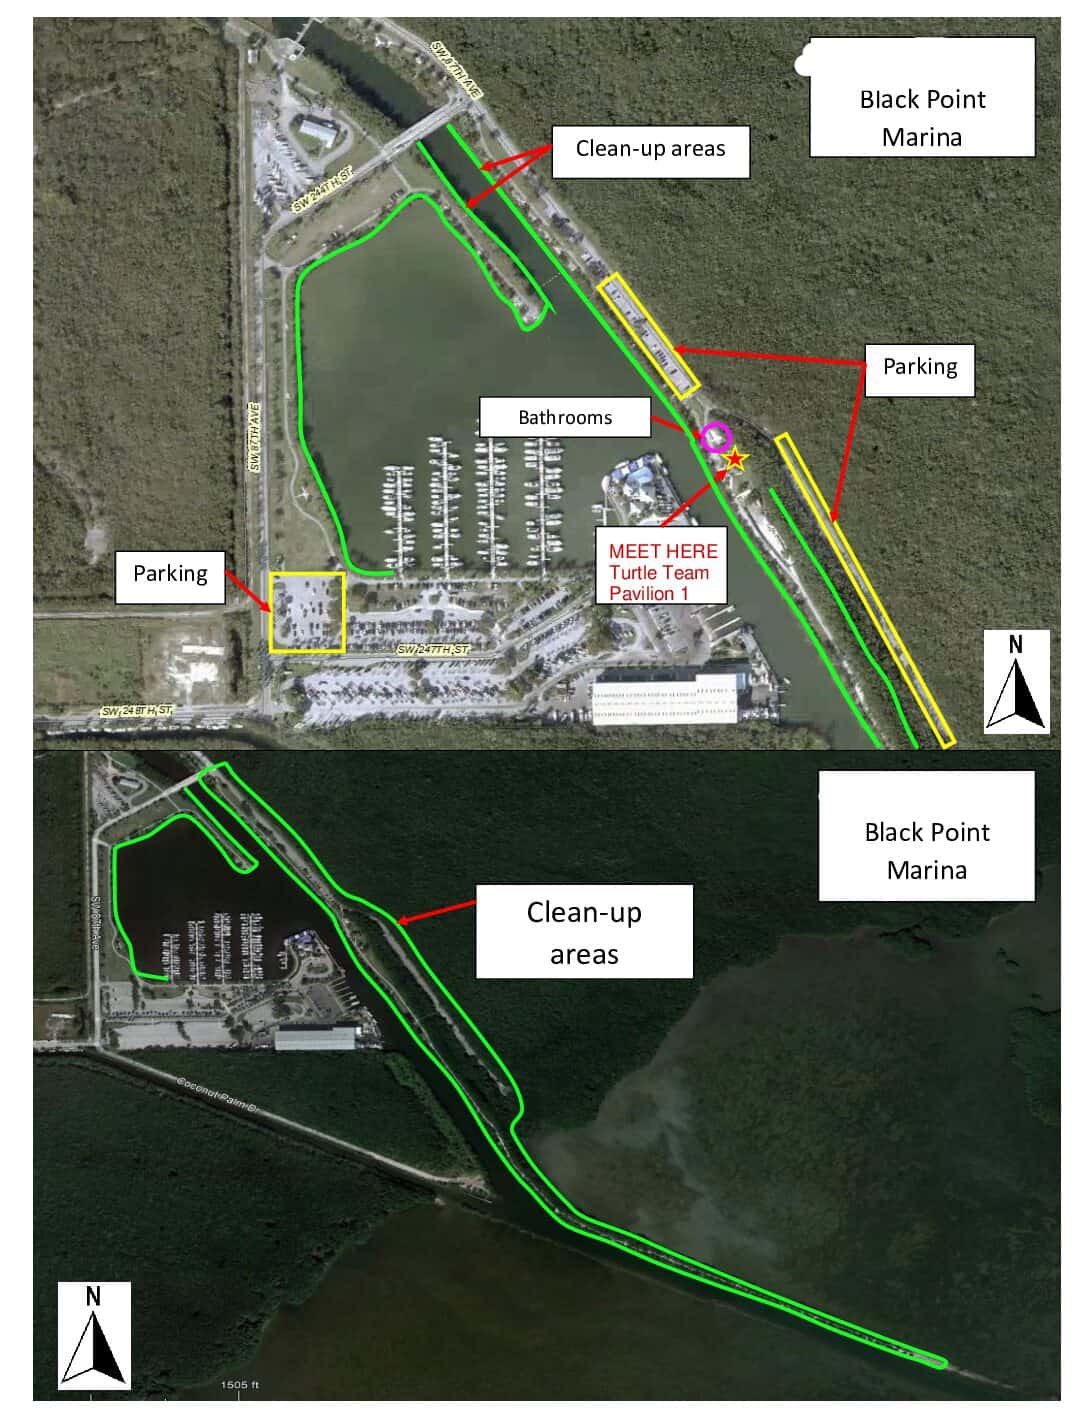 SW 87TH AVE
Black Point
Marina
Clean-up areas
SW 244TH ST
Parking
Bathrooms
SW 87TH AVE
MEET HERE
Turtle Team
Pavilion 1
Parking
N
SW 247TH ST
SW 248TH ST
Black Point
Marina
Clean-up
areas
SW 87th Ave
Coconut Palm Dr
N
1505 ft